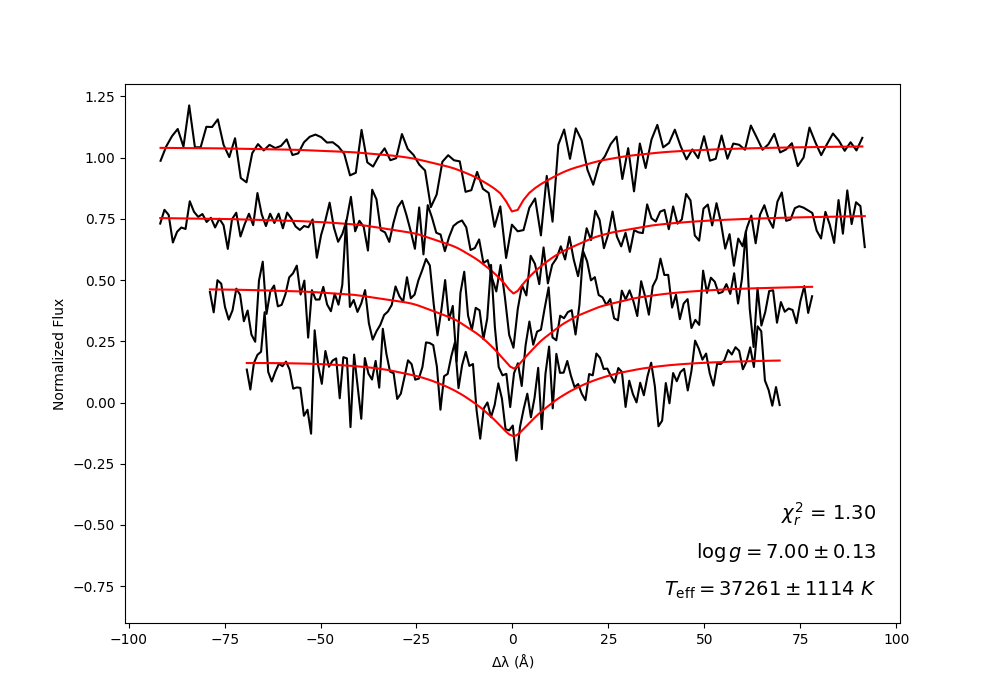 1.25
1.00
0.75
0.50
0.25
0.00
−0.25
−0.50
−0.75
Normalized Flux
χ²ᵣ = 1.30
log g = 7.00 ± 0.13
T_eff = 37261 ± 1114 K
−100 −75 −50 −25 0 25 50 75 100
Δλ (Å)